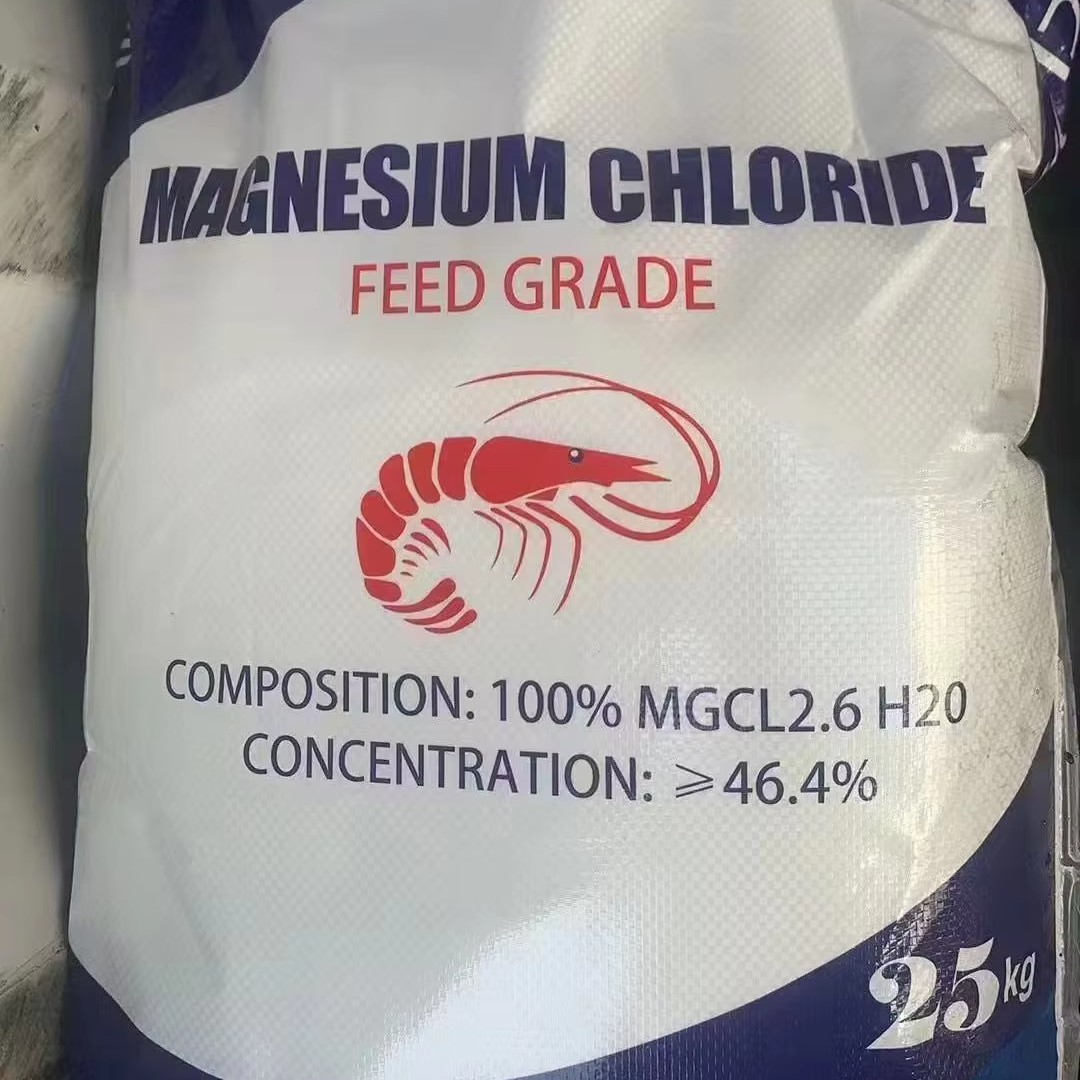 MAGNESIUM CHLORIDE
FEED GRADE
COMPOSITION: 100% MGCL2.6 H20
CONCENTRATION: ⩾46.4%
25kg